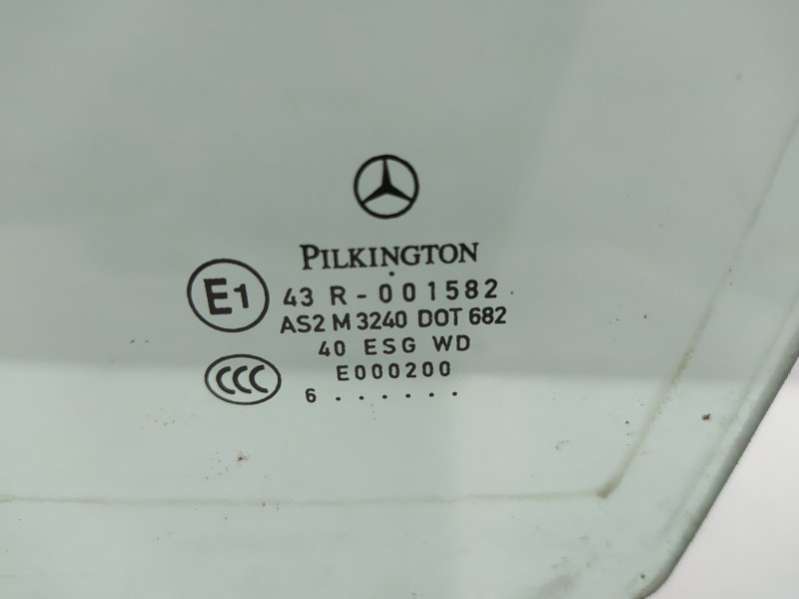 PILKINGTON
E1
43 R - 001582
AS2 M 3240 DOT 682
40 ESG WD
E000200
CCC
6 . . . . . .